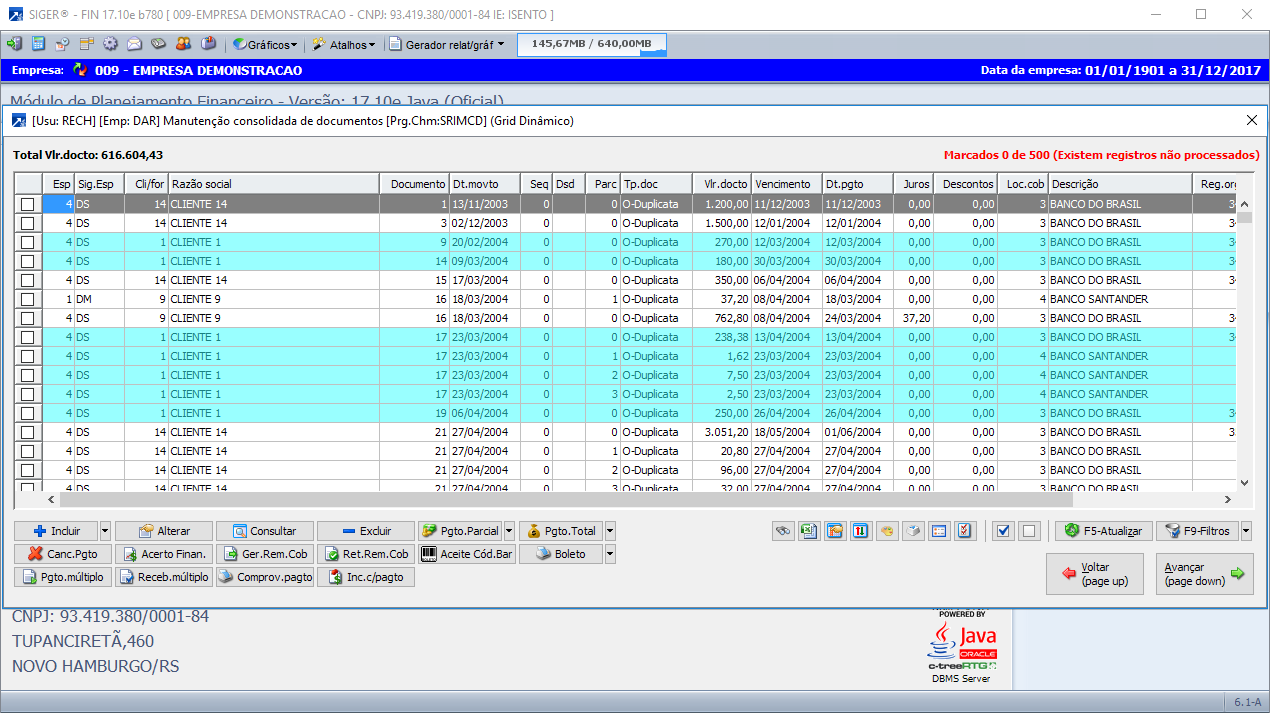 SIGER® - FIN 17.10e b780 [ 009-EMPRESA DEMONSTRACAO - CNPJ: 93.419.380/0001-84 IE: ISENTO ]
Gráficos Atalhos Gerador relat/gráf 145,67MB / 640,00MB
Empresa: 009 - EMPRESA DEMONSTRACAO Data da empresa: 01/01/1901 a 31/12/2017
Módulo de Planejamento Financeiro - Versão: 17.10e Java (Oficial)
[Usu: RECH] [Emp: DAR] Manutenção consolidada de documentos [Prg.Chm:SRIMCD] (Grid Dinâmico)
Total Vlr.docto: 616.604,43 Marcados 0 de 500 (Existem registros não processados)
Esp Sig.Esp Cli/for Razão social Documento Dt.movto Seq Dsd Parc Tp.doc Vlr.docto Vencimento Dt.pgto Juros Descontos Loc.cob Descrição Reg.org
4 DS 14 CLIENTE 14 1 13/11/2003 0 0 O-Duplicata 1.200,00 11/12/2003 11/12/2003 0,00 0,00 3 BANCO DO BRASIL 3
4 DS 14 CLIENTE 14 3 02/12/2003 0 0 O-Duplicata 1.500,00 12/01/2004 12/01/2004 0,00 0,00 3 BANCO DO BRASIL 3
4 DS 1 CLIENTE 1 9 20/02/2004 0 0 O-Duplicata 270,00 12/03/2004 12/03/2004 0,00 0,00 3 BANCO DO BRASIL 3
4 DS 1 CLIENTE 1 14 09/03/2004 0 0 O-Duplicata 180,00 30/03/2004 30/03/2004 0,00 0,00 3 BANCO DO BRASIL 3
4 DS 14 CLIENTE 14 15 17/03/2004 0 0 O-Duplicata 350,00 06/04/2004 06/04/2004 0,00 0,00 3 BANCO DO BRASIL 3
1 DM 9 CLIENTE 9 16 18/03/2004 0 1 O-Duplicata 37,20 08/04/2004 18/03/2004 0,00 0,00 4 BANCO SANTANDER
4 DS 9 CLIENTE 9 16 18/03/2004 0 0 O-Duplicata 762,80 08/04/2004 24/03/2004 37,20 0,00 3 BANCO DO BRASIL 3
4 DS 1 CLIENTE 1 17 23/03/2004 0 0 O-Duplicata 238,38 13/04/2004 13/04/2004 0,00 0,00 3 BANCO DO BRASIL 3
4 DS 1 CLIENTE 1 17 23/03/2004 0 1 O-Duplicata 1,62 23/03/2004 23/03/2004 0,00 0,00 4 BANCO SANTANDER
4 DS 1 CLIENTE 1 17 23/03/2004 0 2 O-Duplicata 7,50 23/03/2004 23/03/2004 0,00 0,00 4 BANCO SANTANDER
4 DS 1 CLIENTE 1 17 23/03/2004 0 3 O-Duplicata 2,50 23/03/2004 23/03/2004 0,00 0,00 4 BANCO SANTANDER
4 DS 1 CLIENTE 1 19 06/04/2004 0 0 O-Duplicata 250,00 26/04/2004 26/04/2004 0,00 0,00 3 BANCO DO BRASIL 3
4 DS 14 CLIENTE 14 21 27/04/2004 0 0 O-Duplicata 3.051,20 18/05/2004 01/06/2004 0,00 0,00 3 BANCO DO BRASIL 3
4 DS 14 CLIENTE 14 21 27/04/2004 0 1 O-Duplicata 20,80 27/04/2004 27/04/2004 0,00 0,00 3 BANCO DO BRASIL
4 DS 14 CLIENTE 14 21 27/04/2004 0 2 O-Duplicata 96,00 27/04/2004 27/04/2004 0,00 0,00 3 BANCO DO BRASIL
4 DS 14 CLIENTE 14 21 27/04/2004 0 3 O-Duplicata 32,00 27/04/2004 27/04/2004 0,00 0,00 3 BANCO DO BRASIL
Incluir Alterar Consultar Excluir Pgto.Parcial Pgto.Total F5-Atualizar F9-Filtros
Canc.Pgto Acerto Finan. Ger.Rem.Cob Ret.Rem.Cob Aceite Cód.Bar Boleto
Pgto.múltiplo Receb.múltiplo Comprov.pagto Inc.c/pagto
Voltar
(page up)
Avançar
(page down)
CNPJ: 93.419.380/0001-84
TUPANCIRETÃ,460
NOVO HAMBURGO/RS
POWERED BY
Java
ORACLE
c-treeRTG
DBMS Server
6.1-A